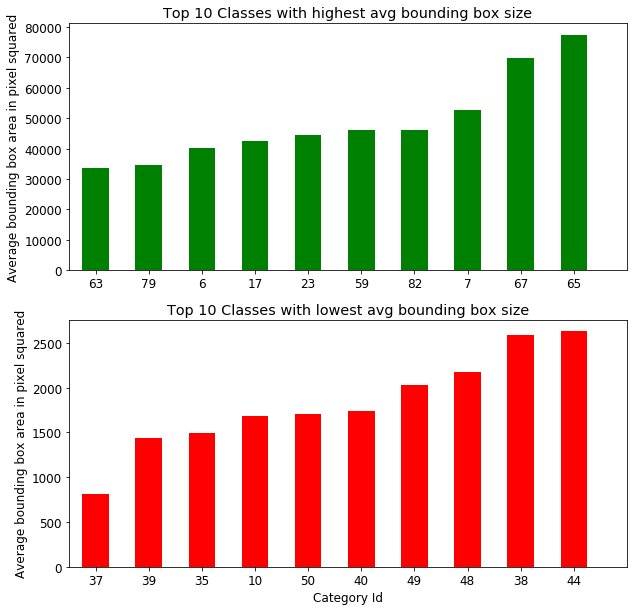 Top 10 Classes with highest avg bounding box size
Average bounding box area in pixel squared
80000
70000
60000
50000
40000
30000
20000
10000
0
63 79 6 17 23 59 82 7 67 65
Top 10 Classes with lowest avg bounding box size
Average bounding box area in pixel squared
2500
2000
1500
1000
500
0
37 39 35 10 50 40 49 48 38 44
Category Id